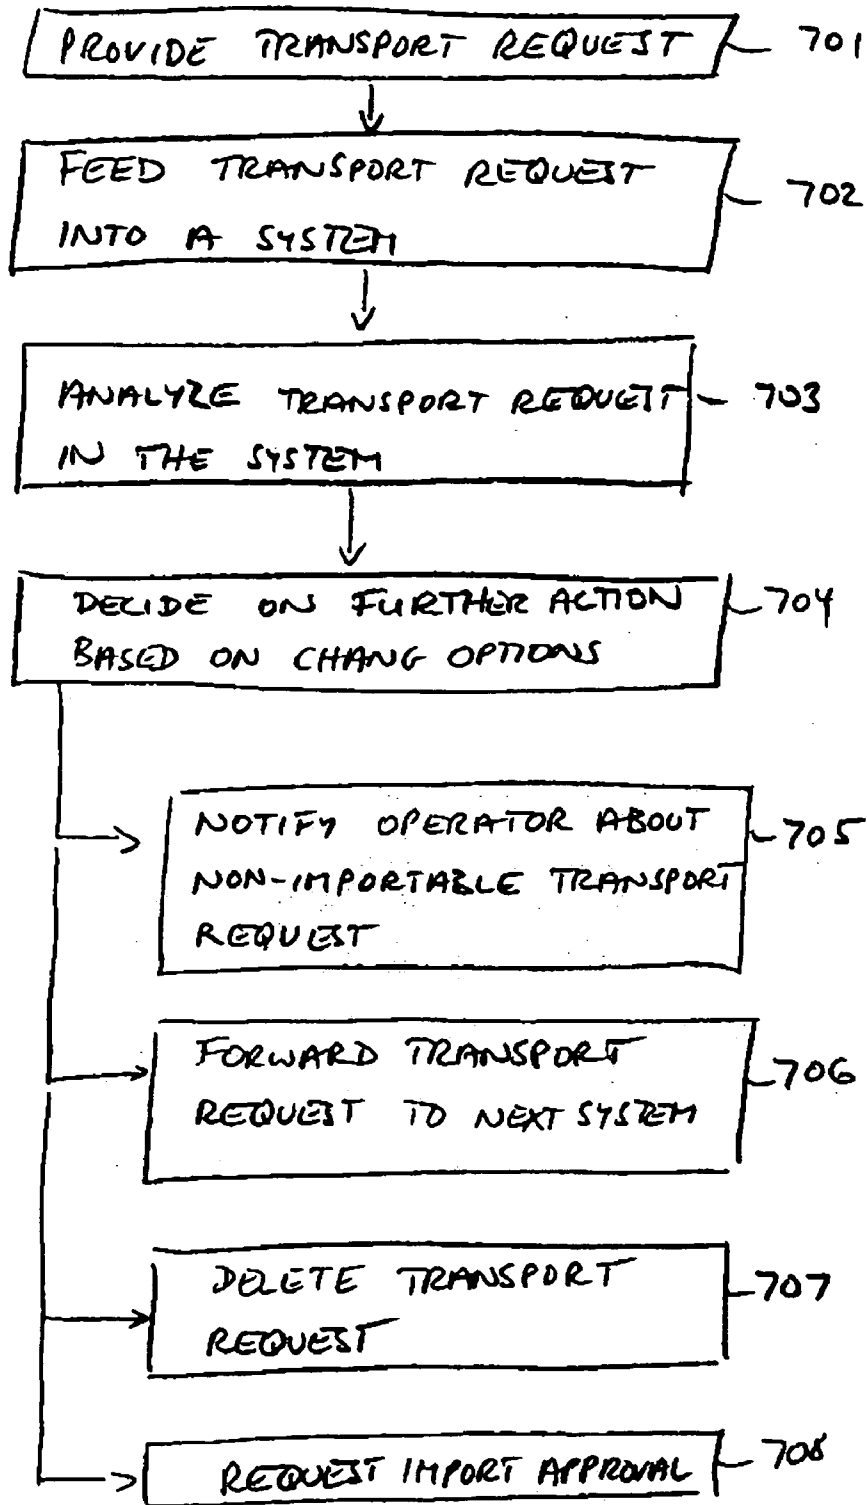 PROVIDE TRANSPORT REQUEST 701
FEED TRANSPORT REQUEST
INTO A SYSTEM
702
ANALYZE TRANSPORT REQUEST 703
IN THE SYSTEM
DECIDE ON FURTHER ACTION 704
BASED ON CHANG OPTIONS
NOTIFY OPERATOR ABOUT 705
NON-IMPORTABLE TRANSPORT
REQUEST
FORWARD TRANSPORT
REQUEST TO NEXT SYSTEM
706
DELETE TRANSPORT 707
REQUEST
REQUEST IMPORT APPROVAL 708